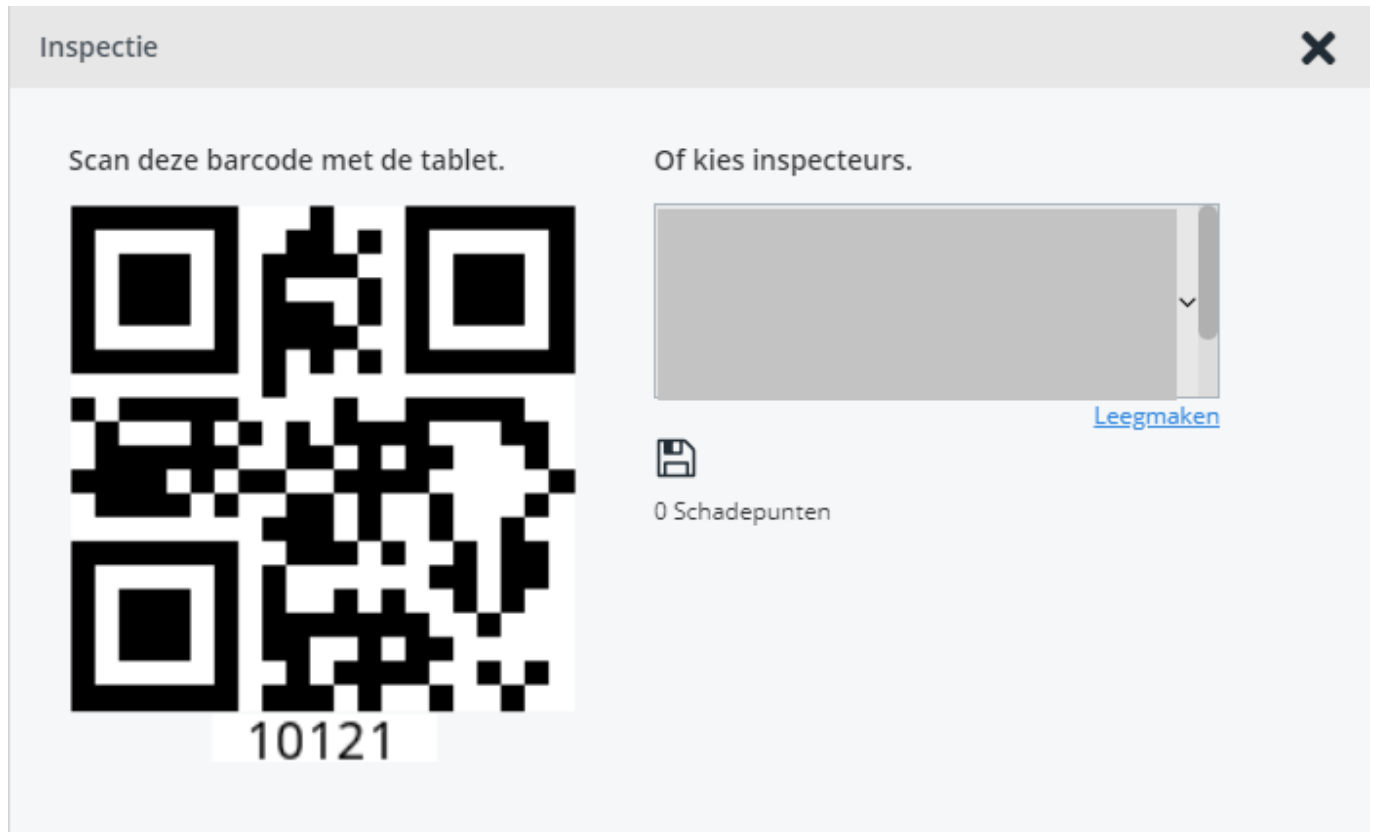 Inspectie
Scan deze barcode met de tablet.
10121
Of kies inspecteurs.
Leegmaken
0 Schadepunten